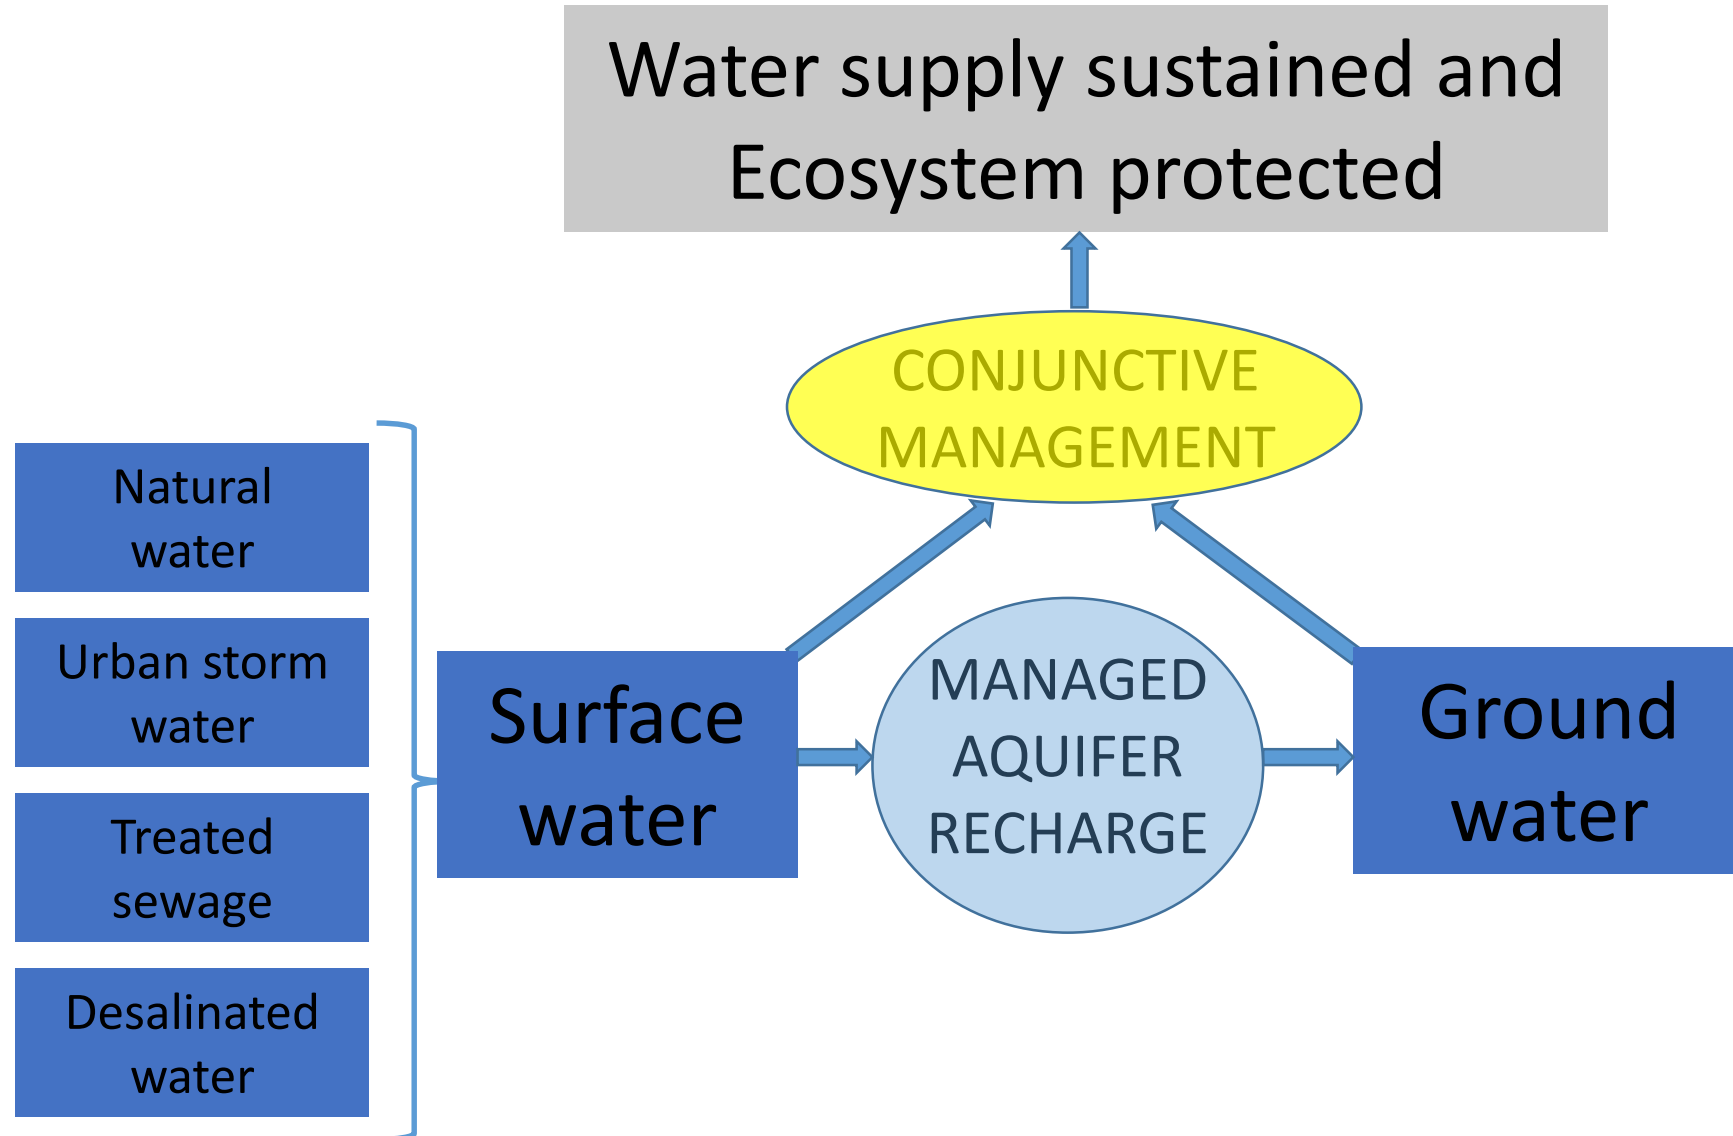 Water supply sustained and
Ecosystem protected
CONJUNCTIVE
MANAGEMENT
Natural
water
Urban storm
water
Treated
sewage
Desalinated
water
Surface
water
MANAGED
AQUIFER
RECHARGE
Ground
water